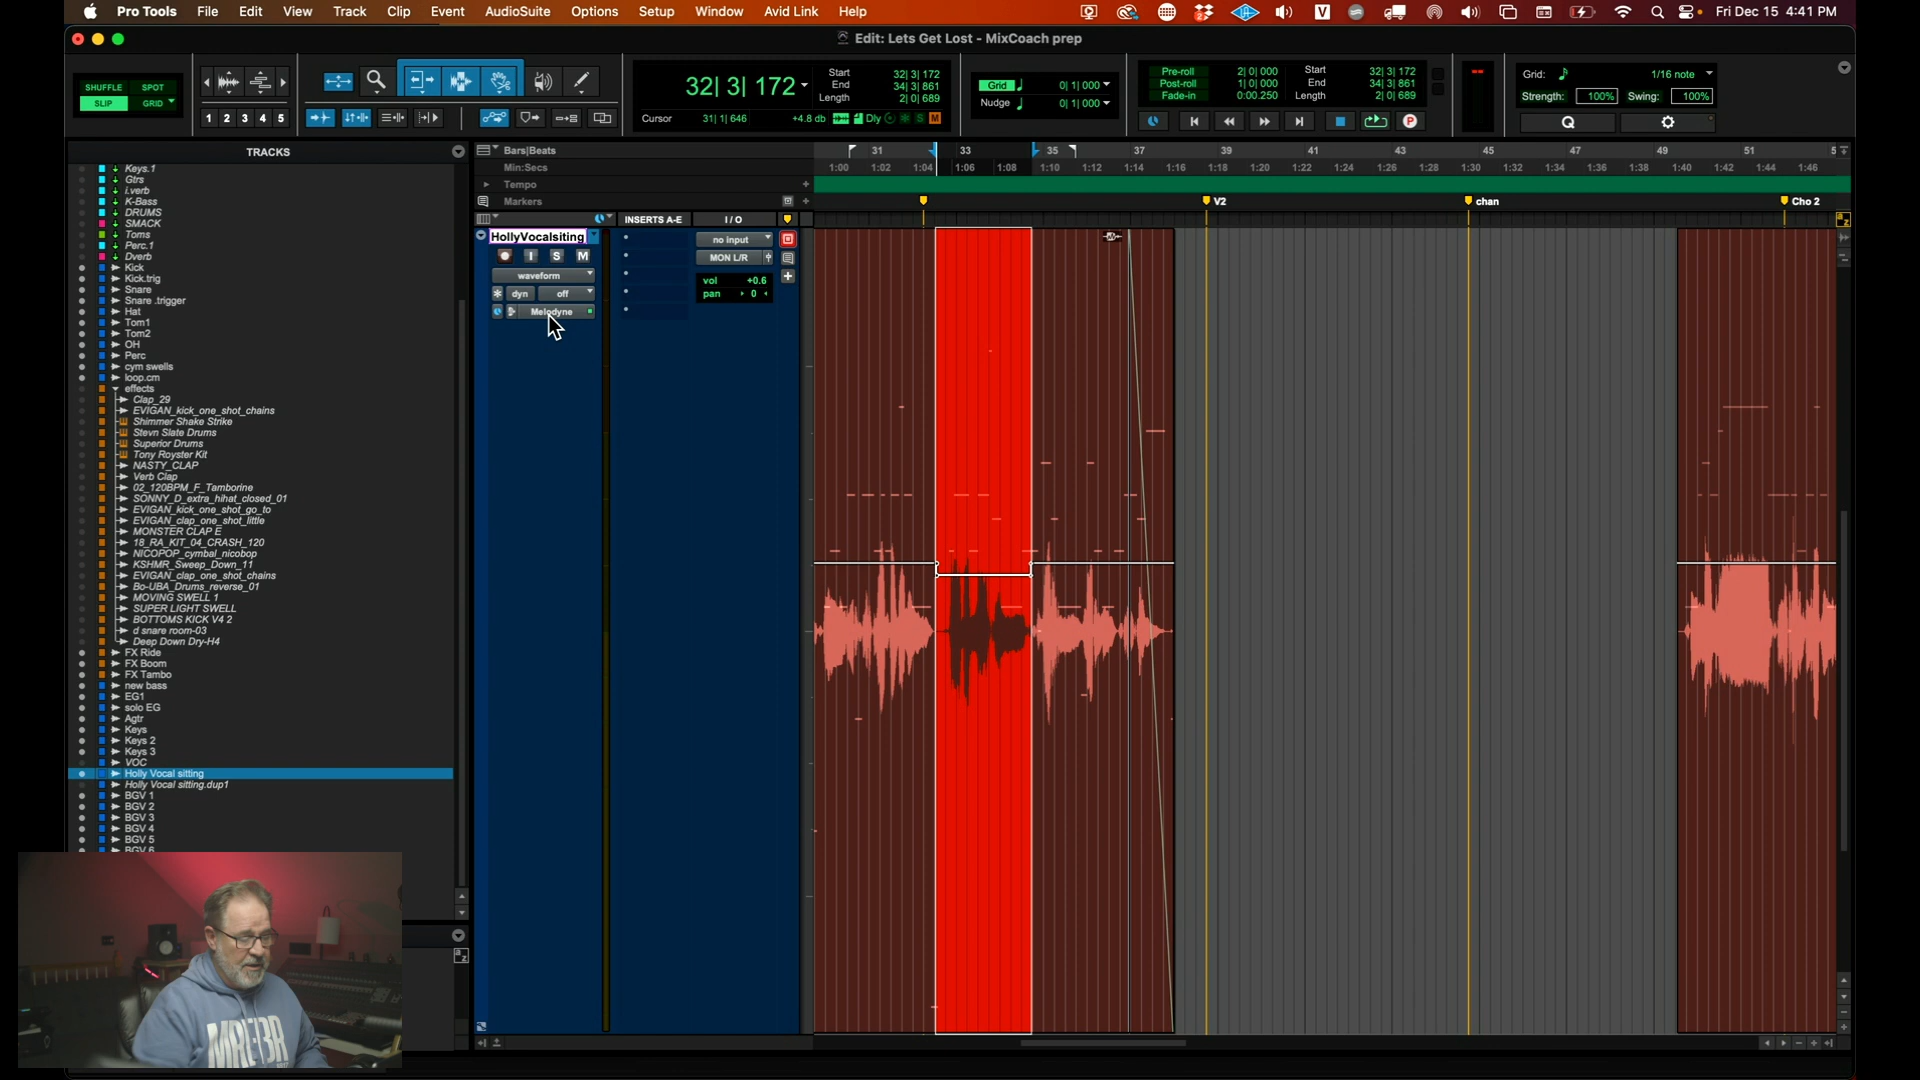 Pro Tools File Edit View Track Clip Event AudioSuite Options Setup Window Avid Link Help Fri Dec 15 4:41 PM
Edit: Lets Get Lost - MixCoach prep
SHUFFLE SPOT
SLIP GRID
1 2 3 4 5
32| 3| 172
Start 32| 3| 172
End 34| 3| 861
Length 2| 0| 689
Cursor 31| 1| 646 +4.8 db Dly S M
Grid 0| 1| 000
Nudge 0| 1| 000
Pre-roll 2| 0| 000
Post-roll 1| 0| 000
Fade-in 0:00.250
Start 32| 3| 172
End 34| 3| 861
Length 2| 0| 689
Grid: 1/16 note
Strength: 100% Swing: 100%
Q
TRACKS
Keys.1
Gtrs
i.verb
K-Bass
DRUMS
SMACK
Toms
Perc.1
Dverb
Kick
Kick.trig
Snare
Snare .trigger
Hat
Tom1
Tom2
OH
Perc
cym swells
loop.cm
effects
Clap_29
EVIGAN_kick_one_shot_chains
Shimmer Shake Strike
Stevn Slate Drums
Superior Drums
Tony Royster Kit
NASTY_CLAP
Verb Clap
02_120BPM_F_Tamborine
SONNY_D_extra_hihat_closed_01
EVIGAN_kick_one_shot_go_to
EVIGAN_clap_one_shot_little
MONSTER CLAP E
18_RA_KIT_04_CRASH_120
NICOPOP_cymbal_nicobop
KSHMR_Sweep_Down_11
EVIGAN_clap_one_shot_chains
Bo-UBA_Drums_reverse_01
MOVING SWELL 1
SUPER LIGHT SWELL
BOTTOMS KICK V4 2
d snare room-03
Deep Down Dry-H4
FX Ride
FX Boom
FX Tambo
new bass
EG1
solo EG
Agtr
Keys
Keys 2
Keys 3
VOC
Holly Vocal sitting
Holly Vocal sitting.dup1
BGV 1
BGV 2
BGV 3
BGV 4
BGV 5
BGV 6
Bars|Beats 31 33 35 37 39 41 43 45 47 49 51 5
Min:Secs 1:00 1:02 1:04 1:06 1:08 1:10 1:12 1:14 1:16 1:18 1:20 1:22 1:24 1:26 1:28 1:30 1:32 1:34 1:36 1:38 1:40 1:42 1:44 1:46
Tempo
Markers V2 chan Cho 2
INSERTS A-E I / O
HollyVocalsiting
I S M
waveform
dyn off
Melodyne
no input
MON L/R
vol +0.6
pan 0